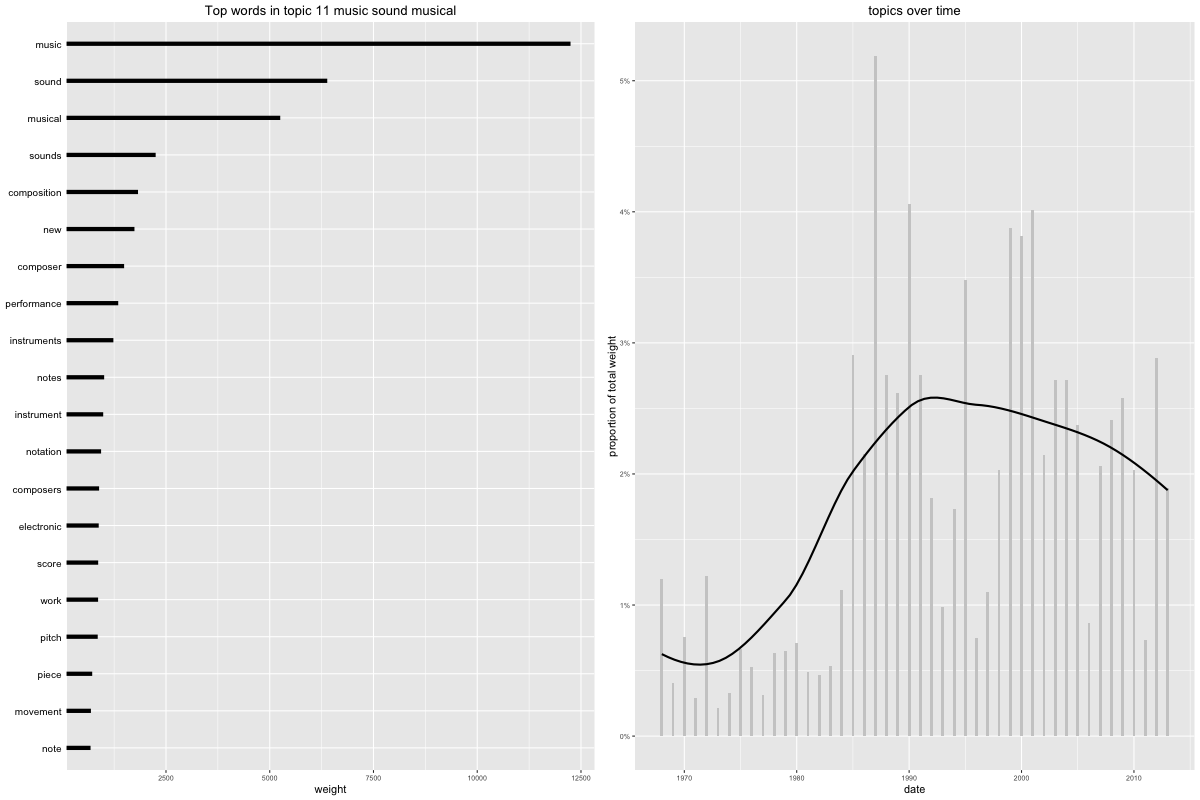 Top words in topic 11 music sound musical
music
sound
musical
sounds
composition
new
composer
performance
instruments
notes
instrument
notation
composers
electronic
score
work
pitch
piece
movement
note
2500 5000 7500 10000 12500
weight
topics over time
proportion of total weight
5%
4%
3%
2%
1%
0%
1970 1980 1990 2000 2010
date